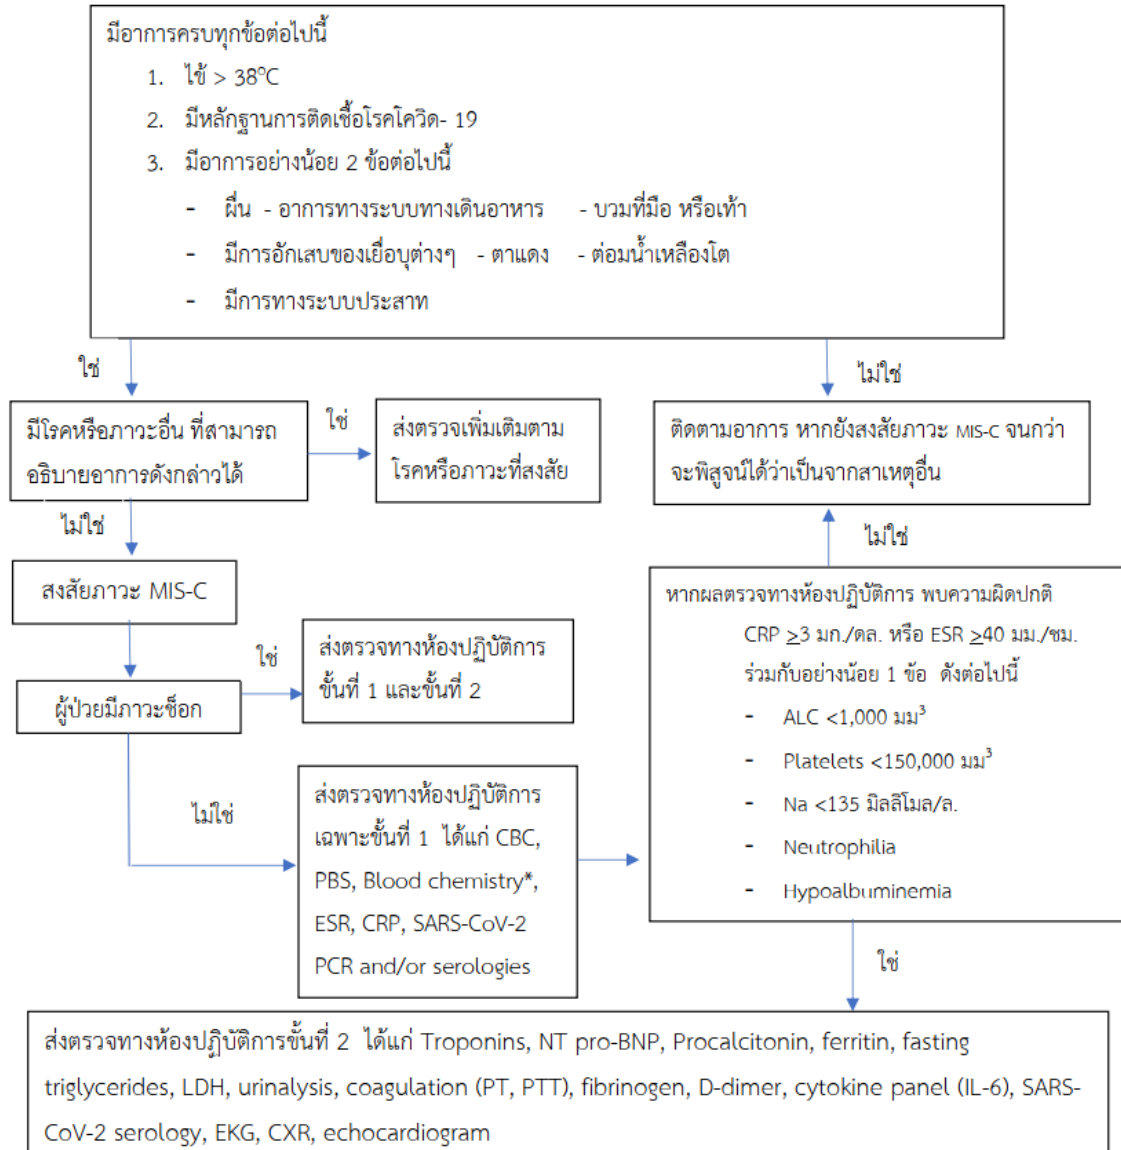 มีอาการครบทุกข้อต่อไปนี้
1. ไข้ > 38°C
2. มีหลักฐานการติดเชื้อโรคโควิด- 19
3. มีอาการอย่างน้อย 2 ข้อต่อไปนี้
- ผื่น - อาการทางระบบทางเดินอาหาร - บวมที่มือ หรือเท้า
- มีการอักเสบของเยื่อบุต่างๆ - ตาแดง - ต่อมน้ำเหลืองโต
- มีการทางระบบประสาท
ใช่
ไม่ใช่
มีโรคหรือภาวะอื่น ที่สามารถ
อธิบายอาการดังกล่าวได้
ใช่
ส่งตรวจเพิ่มเติมตาม
โรคหรือภาวะที่สงสัย
ติดตามอาการ หากยังสงสัยภาวะ MIS-C จนกว่า
จะพิสูจน์ได้ว่าเป็นจากสาเหตุอื่น
ไม่ใช่
ไม่ใช่
สงสัยภาวะ MIS-C
ใช่
ส่งตรวจทางห้องปฏิบัติการ
ขั้นที่ 1 และขั้นที่ 2
ผู้ป่วยมีภาวะช็อก
ไม่ใช่
ส่งตรวจทางห้องปฏิบัติการ
เฉพาะขั้นที่ 1 ได้แก่ CBC,
PBS, Blood chemistry*,
ESR, CRP, SARS-CoV-2
PCR and/or serologies
หากผลตรวจทางห้องปฏิบัติการ พบความผิดปกติ
CRP ≥3 มก./ดล. หรือ ESR ≥40 มม./ชม.
ร่วมกับอย่างน้อย 1 ข้อ ดังต่อไปนี้
- ALC <1,000 มม³
- Platelets <150,000 มม³
- Na <135 มิลลิโมล/ล.
- Neutrophilia
- Hypoalbuminemia
ใช่
ส่งตรวจทางห้องปฏิบัติการขั้นที่ 2 ได้แก่ Troponins, NT pro-BNP, Procalcitonin, ferritin, fasting
triglycerides, LDH, urinalysis, coagulation (PT, PTT), fibrinogen, D-dimer, cytokine panel (IL-6), SARS-
CoV-2 serology, EKG, CXR, echocardiogram